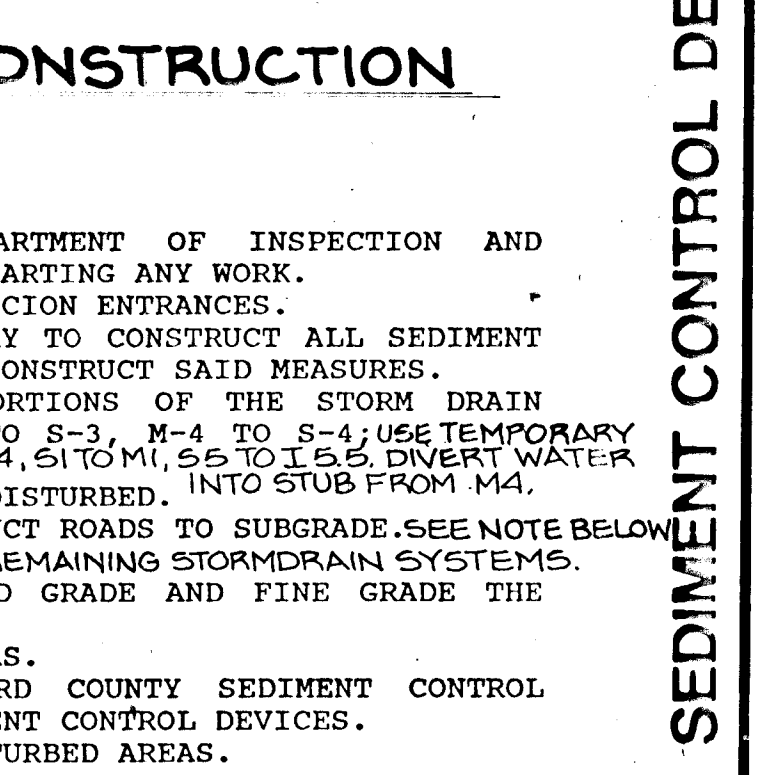 ONSTRUCTION
ARTMENT OF INSPECTION AND
ARTING ANY WORK.
CION ENTRANCES.
Y TO CONSTRUCT ALL SEDIMENT
ONSTRUCT SAID MEASURES.
ORTIONS OF THE STORM DRAIN
O S-3, M-4 TO S-4; USE TEMPORARY
4, S1 TO M1, S5 TO I 5.5. DIVERT WATER
DISTURBED. INTO STUB FROM M4.
CT ROADS TO SUBGRADE. SEE NOTE BELOW
REMAINING STORMDRAIN SYSTEMS.
D GRADE AND FINE GRADE THE
AS.
RD COUNTY SEDIMENT CONTROL
ENT CONTROL DEVICES.
TURBED AREAS.
SEDIMENT CONTROL DE